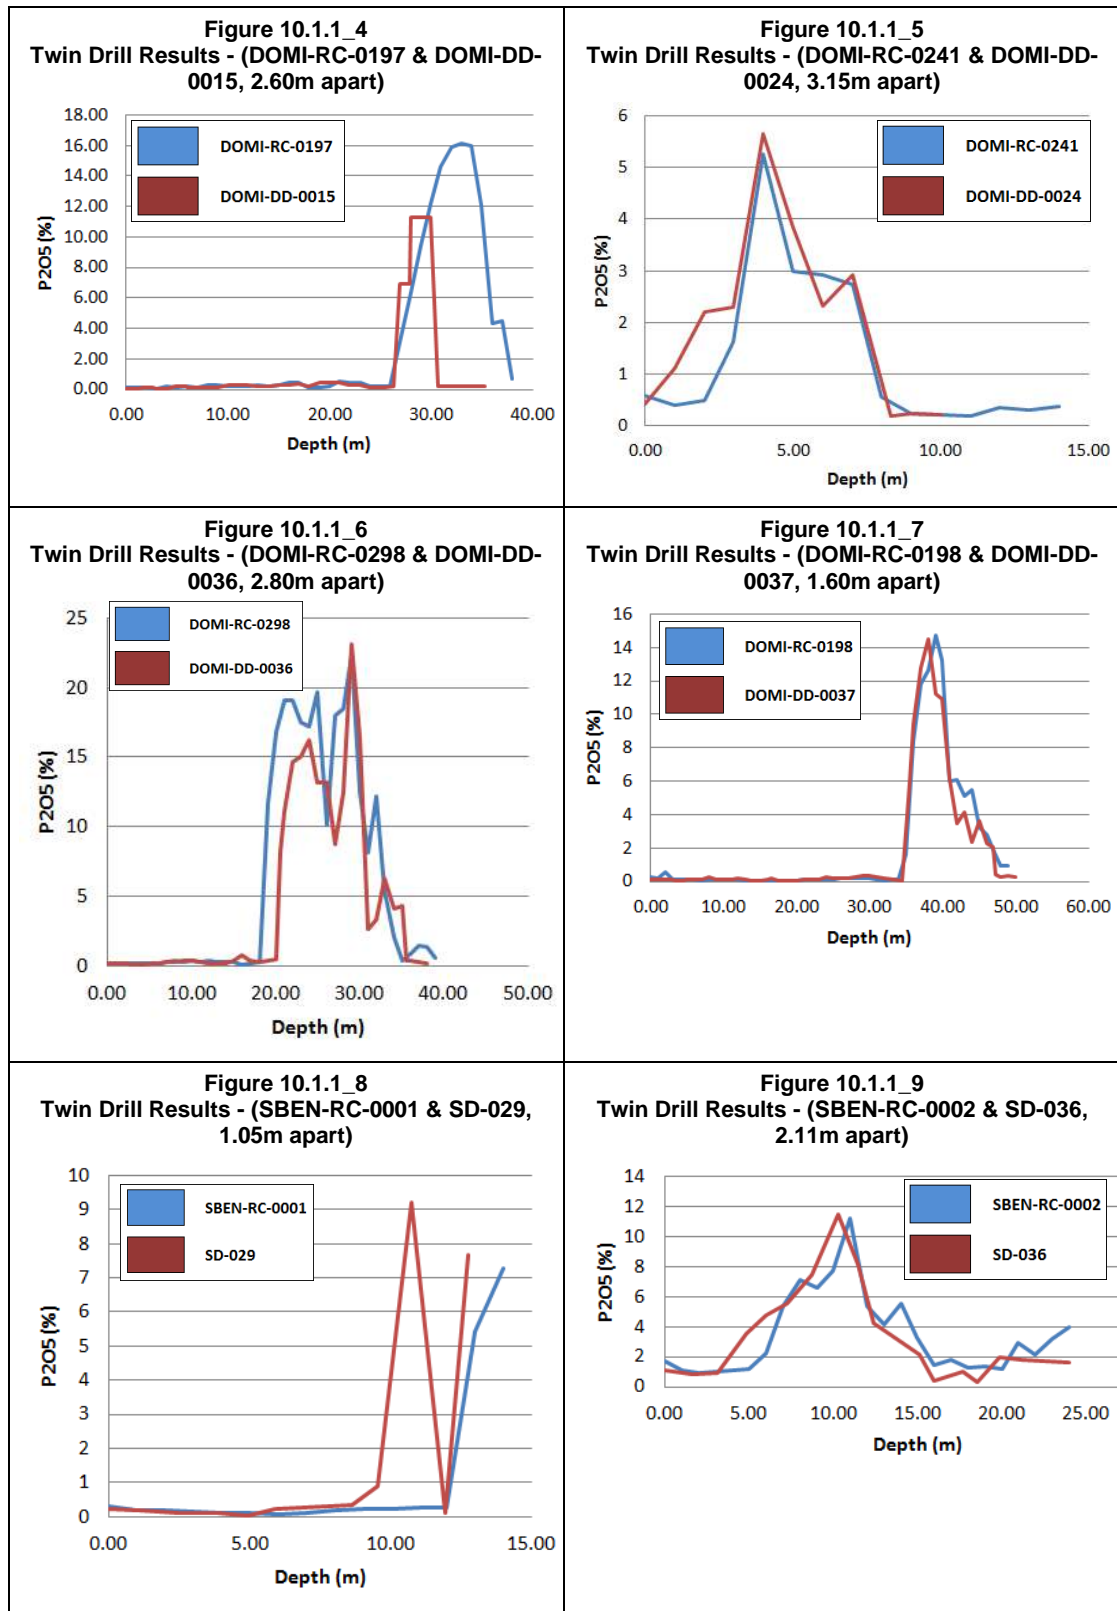 Figure 10.1.1_4
Twin Drill Results - (DOMI-RC-0197 & DOMI-DD-
0015, 2.60m apart)
18.00
16.00
14.00
12.00
10.00
8.00
6.00
4.00
2.00
0.00
P2O5 (%)
DOMI-RC-0197
DOMI-DD-0015
0.00 10.00 20.00 30.00 40.00
Depth (m)
Figure 10.1.1_5
Twin Drill Results - (DOMI-RC-0241 & DOMI-DD-
0024, 3.15m apart)
6
5
4
3
2
1
0
P2O5 (%)
DOMI-RC-0241
DOMI-DD-0024
0.00 5.00 10.00 15.00
Depth (m)
Figure 10.1.1_6
Twin Drill Results - (DOMI-RC-0298 & DOMI-DD-
0036, 2.80m apart)
25
20
15
10
5
0
P2O5 (%)
DOMI-RC-0298
DOMI-DD-0036
0.00 10.00 20.00 30.00 40.00 50.00
Depth (m)
Figure 10.1.1_7
Twin Drill Results - (DOMI-RC-0198 & DOMI-DD-
0037, 1.60m apart)
16
14
12
10
8
6
4
2
0
P2O5 (%)
DOMI-RC-0198
DOMI-DD-0037
0.00 10.00 20.00 30.00 40.00 50.00 60.00
Depth (m)
Figure 10.1.1_8
Twin Drill Results - (SBEN-RC-0001 & SD-029,
1.05m apart)
10
9
8
7
6
5
4
3
2
1
0
P2O5 (%)
SBEN-RC-0001
SD-029
0.00 5.00 10.00 15.00
Depth (m)
Figure 10.1.1_9
Twin Drill Results - (SBEN-RC-0002 & SD-036,
2.11m apart)
14
12
10
8
6
4
2
0
P2O5 (%)
SBEN-RC-0002
SD-036
0.00 5.00 10.00 15.00 20.00 25.00
Depth (m)